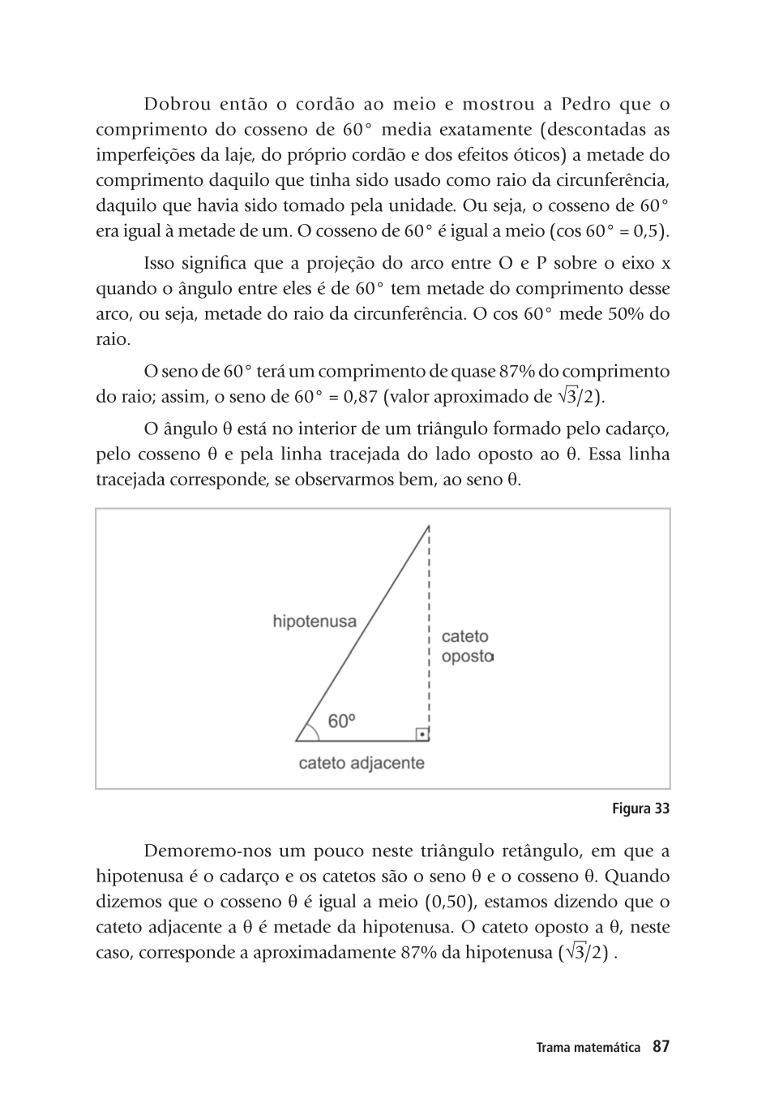 Dobrou então o cordão ao meio e mostrou a Pedro que o
comprimento do cosseno de 60° media exatamente (descontadas as
imperfeições da laje, do próprio cordão e dos efeitos óticos) a metade do
comprimento daquilo que tinha sido usado como raio da circunferência,
daquilo que havia sido tomado pela unidade. Ou seja, o cosseno de 60°
era igual à metade de um. O cosseno de 60° é igual a meio (cos 60° = 0,5).
Isso significa que a projeção do arco entre O e P sobre o eixo x
quando o ângulo entre eles é de 60° tem metade do comprimento desse
arco, ou seja, metade do raio da circunferência. O cos 60° mede 50% do
raio.
O seno de 60° terá um comprimento de quase 87% do comprimento
do raio; assim, o seno de 60° = 0,87 (valor aproximado de √3/2).
O ângulo θ está no interior de um triângulo formado pelo cadarço,
pelo cosseno θ e pela linha tracejada do lado oposto ao θ. Essa linha
tracejada corresponde, se observarmos bem, ao seno θ.
hipotenusa
cateto
oposto
60º
cateto adjacente
Figura 33
Demoremo-nos um pouco neste triângulo retângulo, em que a
hipotenusa é o cadarço e os catetos são o seno θ e o cosseno θ. Quando
dizemos que o cosseno θ é igual a meio (0,50), estamos dizendo que o
cateto adjacente a θ é metade da hipotenusa. O cateto oposto a θ, neste
caso, corresponde a aproximadamente 87% da hipotenusa (√3/2) .
Trama matemática 87